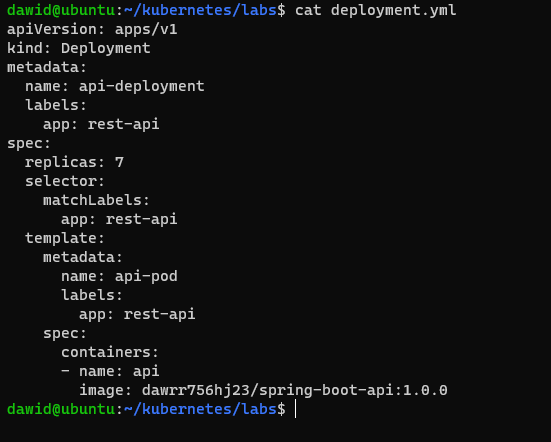 dawid@ubuntu:~/kubernetes/labs$ cat deployment.yml
apiVersion: apps/v1
kind: Deployment
metadata:
  name: api-deployment
  labels:
    app: rest-api
spec:
  replicas: 7
  selector:
    matchLabels:
      app: rest-api
  template:
    metadata:
      name: api-pod
      labels:
        app: rest-api
    spec:
      containers:
      - name: api
        image: dawrr756hj23/spring-boot-api:1.0.0
dawid@ubuntu:~/kubernetes/labs$